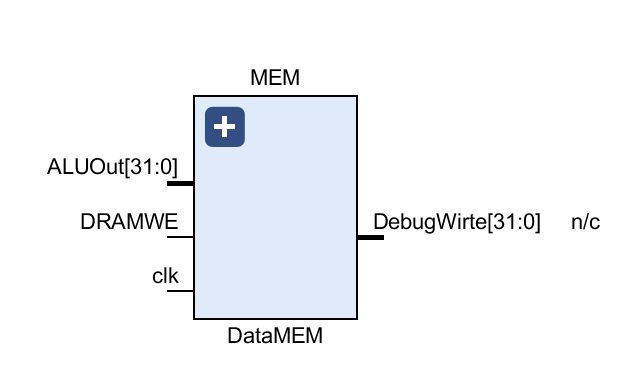 MEM
ALUOut[31:0]
DRAMWE
DebugWirte[31:0] n/c
clk
DataMEM